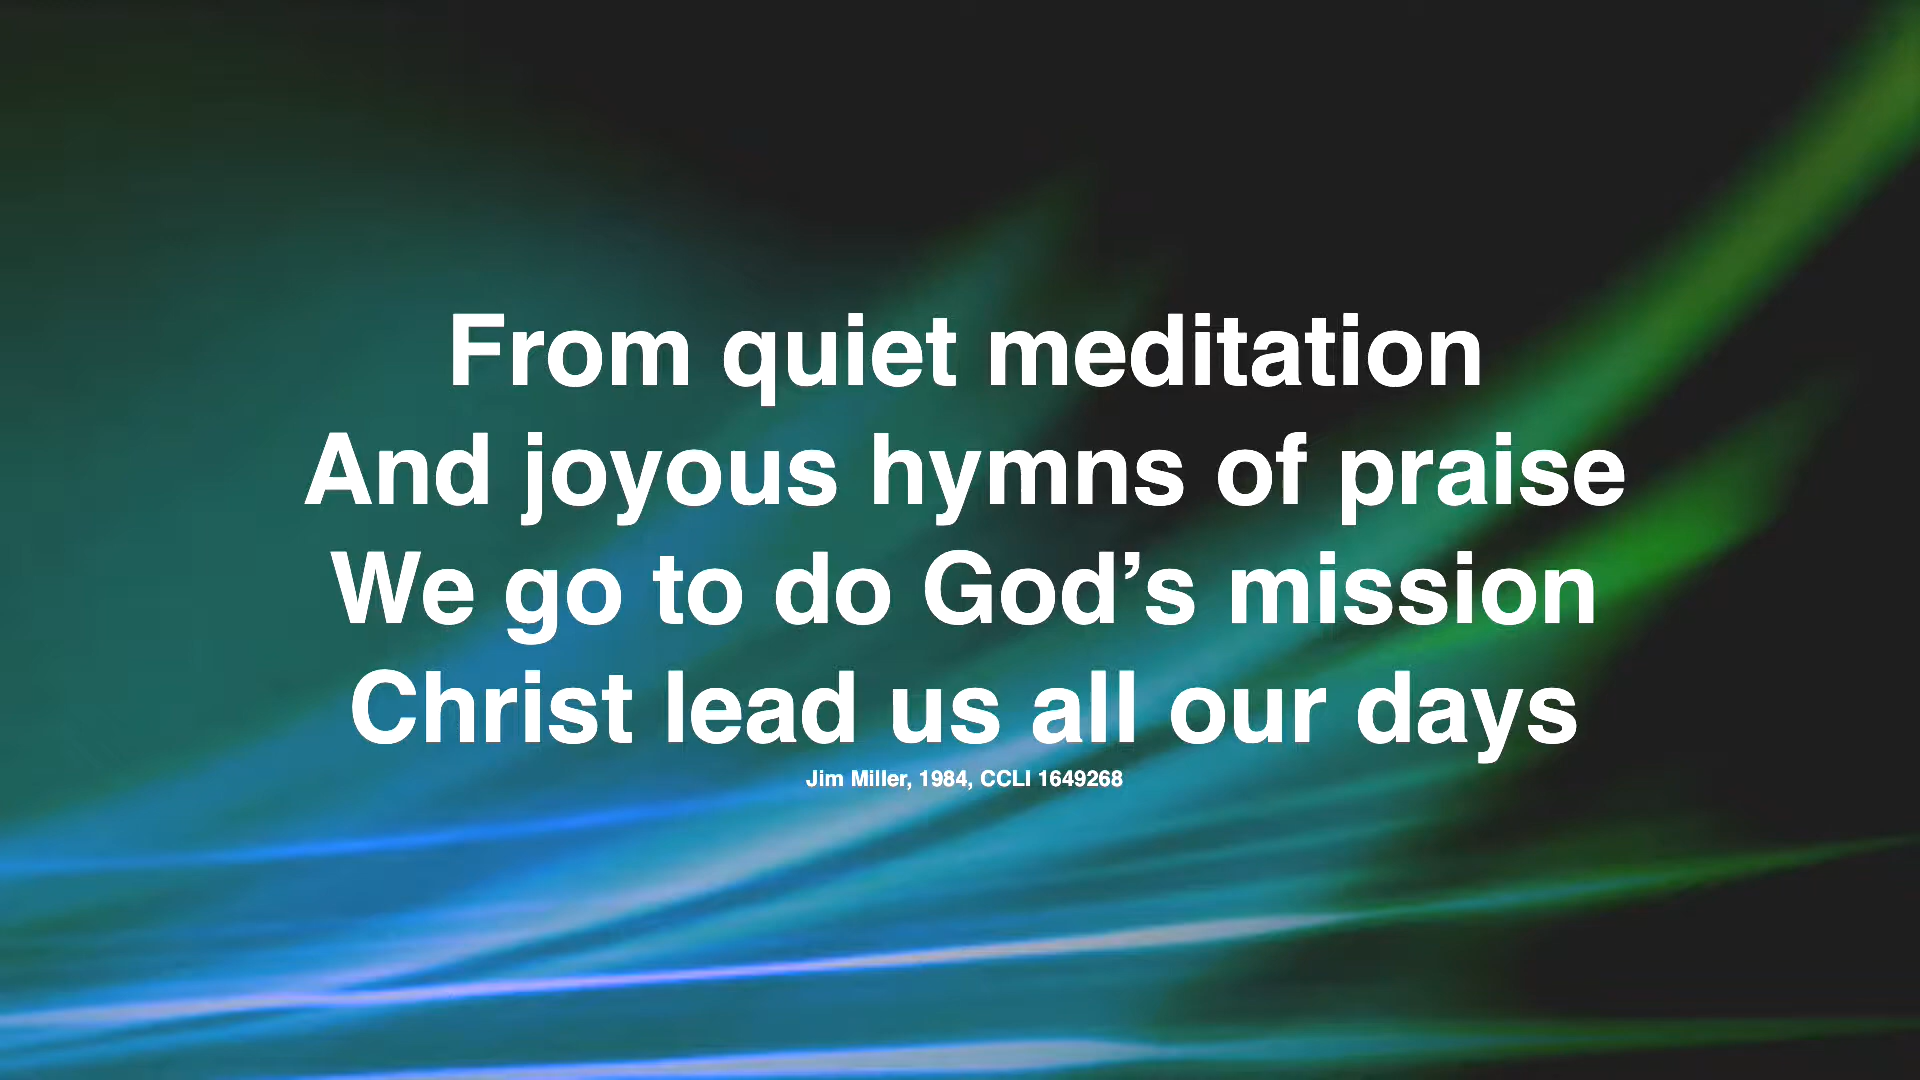 From quiet meditation
And joyous hymns of praise
We go to do God’s mission
Christ lead us all our days
Jim Miller, 1984, CCLI 1649268